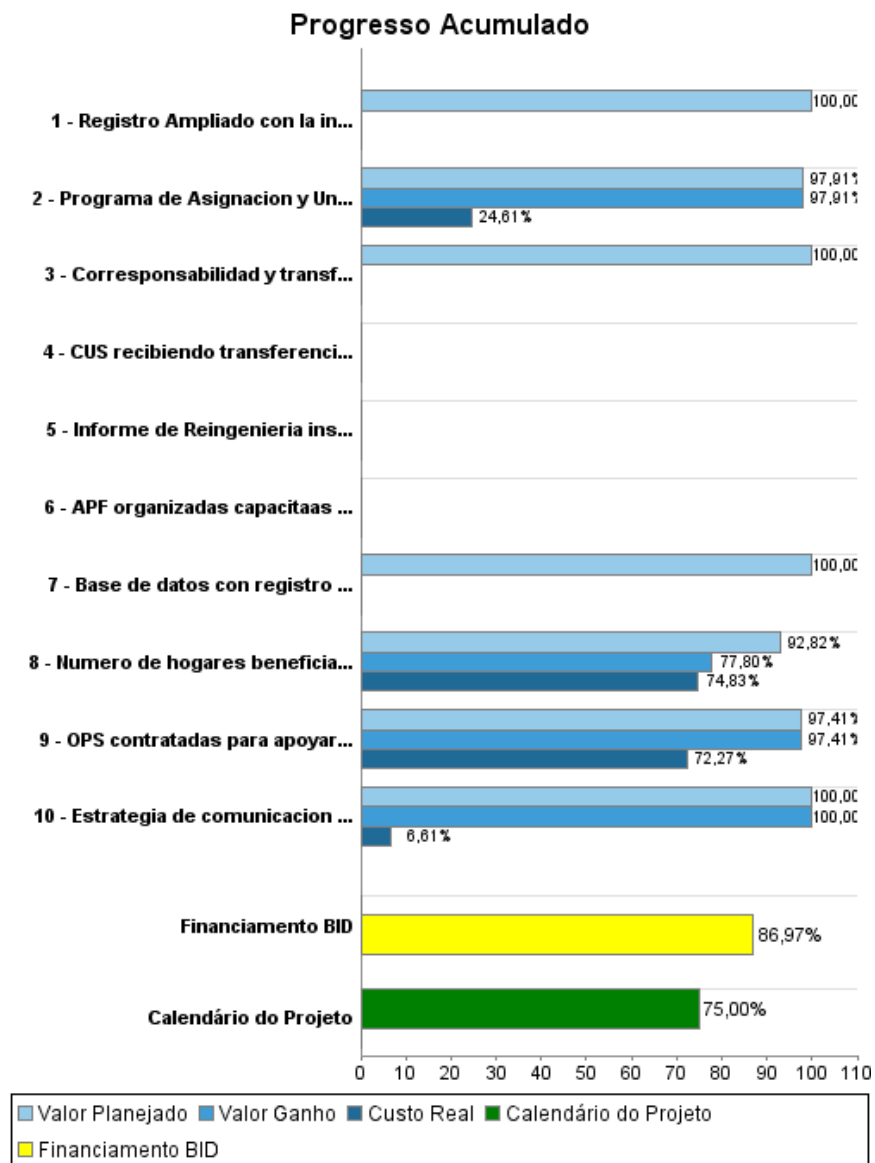 Progresso Acumulado
1 - Registro Ampliado con la in...
100,00
2 - Programa de Asignacion y Un...
97,91%
97,91%
24,61%
3 - Corresponsabilidad y transf...
100,00
4 - CUS recibiendo transferenci...
5 - Informe de Reingenieria ins...
6 - APF organizadas capacitaas ...
7 - Base de datos con registro ...
100,00
8 - Numero de hogares beneficia...
92,82%
77,80%
74,83%
9 - OPS contratadas para apoyar...
97,41%
97,41%
72,27%
10 - Estrategia de comunicacion ...
100,00
100,00
6,61%
Financiamento BID
86,97%
Calendário do Projeto
75,00%
0 10 20 30 40 50 60 70 80 90 100 110
Valor Planejado Valor Ganho Custo Real Calendário do Projeto
Financiamento BID